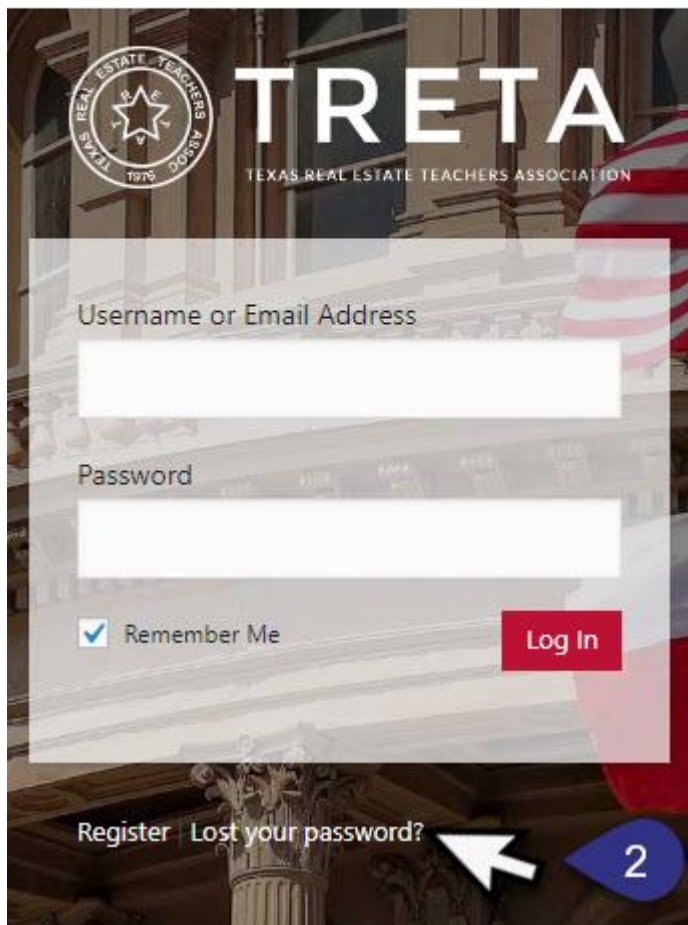 TEXAS REAL ESTATE TEACHERS ASSOC
R E T A T
1976
TRETA
TEXAS REAL ESTATE TEACHERS ASSOCIATION
Username or Email Address
Password
Remember Me
Log In
Register | Lost your password?
2